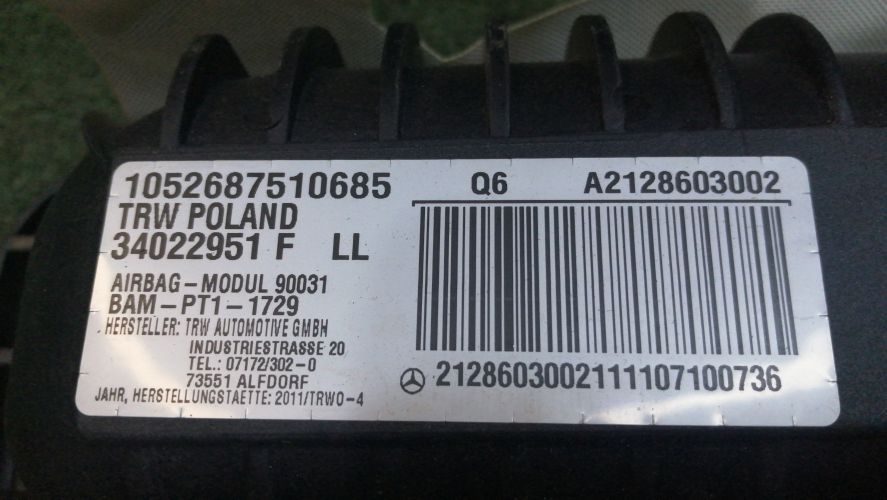 1052687510685
TRW POLAND
34022951 F LL
AIRBAG-MODUL 90031
BAM-PT1-1729
HERSTELLER: TRW AUTOMOTIVE GMBH
INDUSTRIESTRASSE 20
TEL.: 07172/302-0
73551 ALFDORF
JAHR, HERSTELLUNGSTAETTE: 2011/TRWO-4
Q6 A2128603002
2128603002111107100736